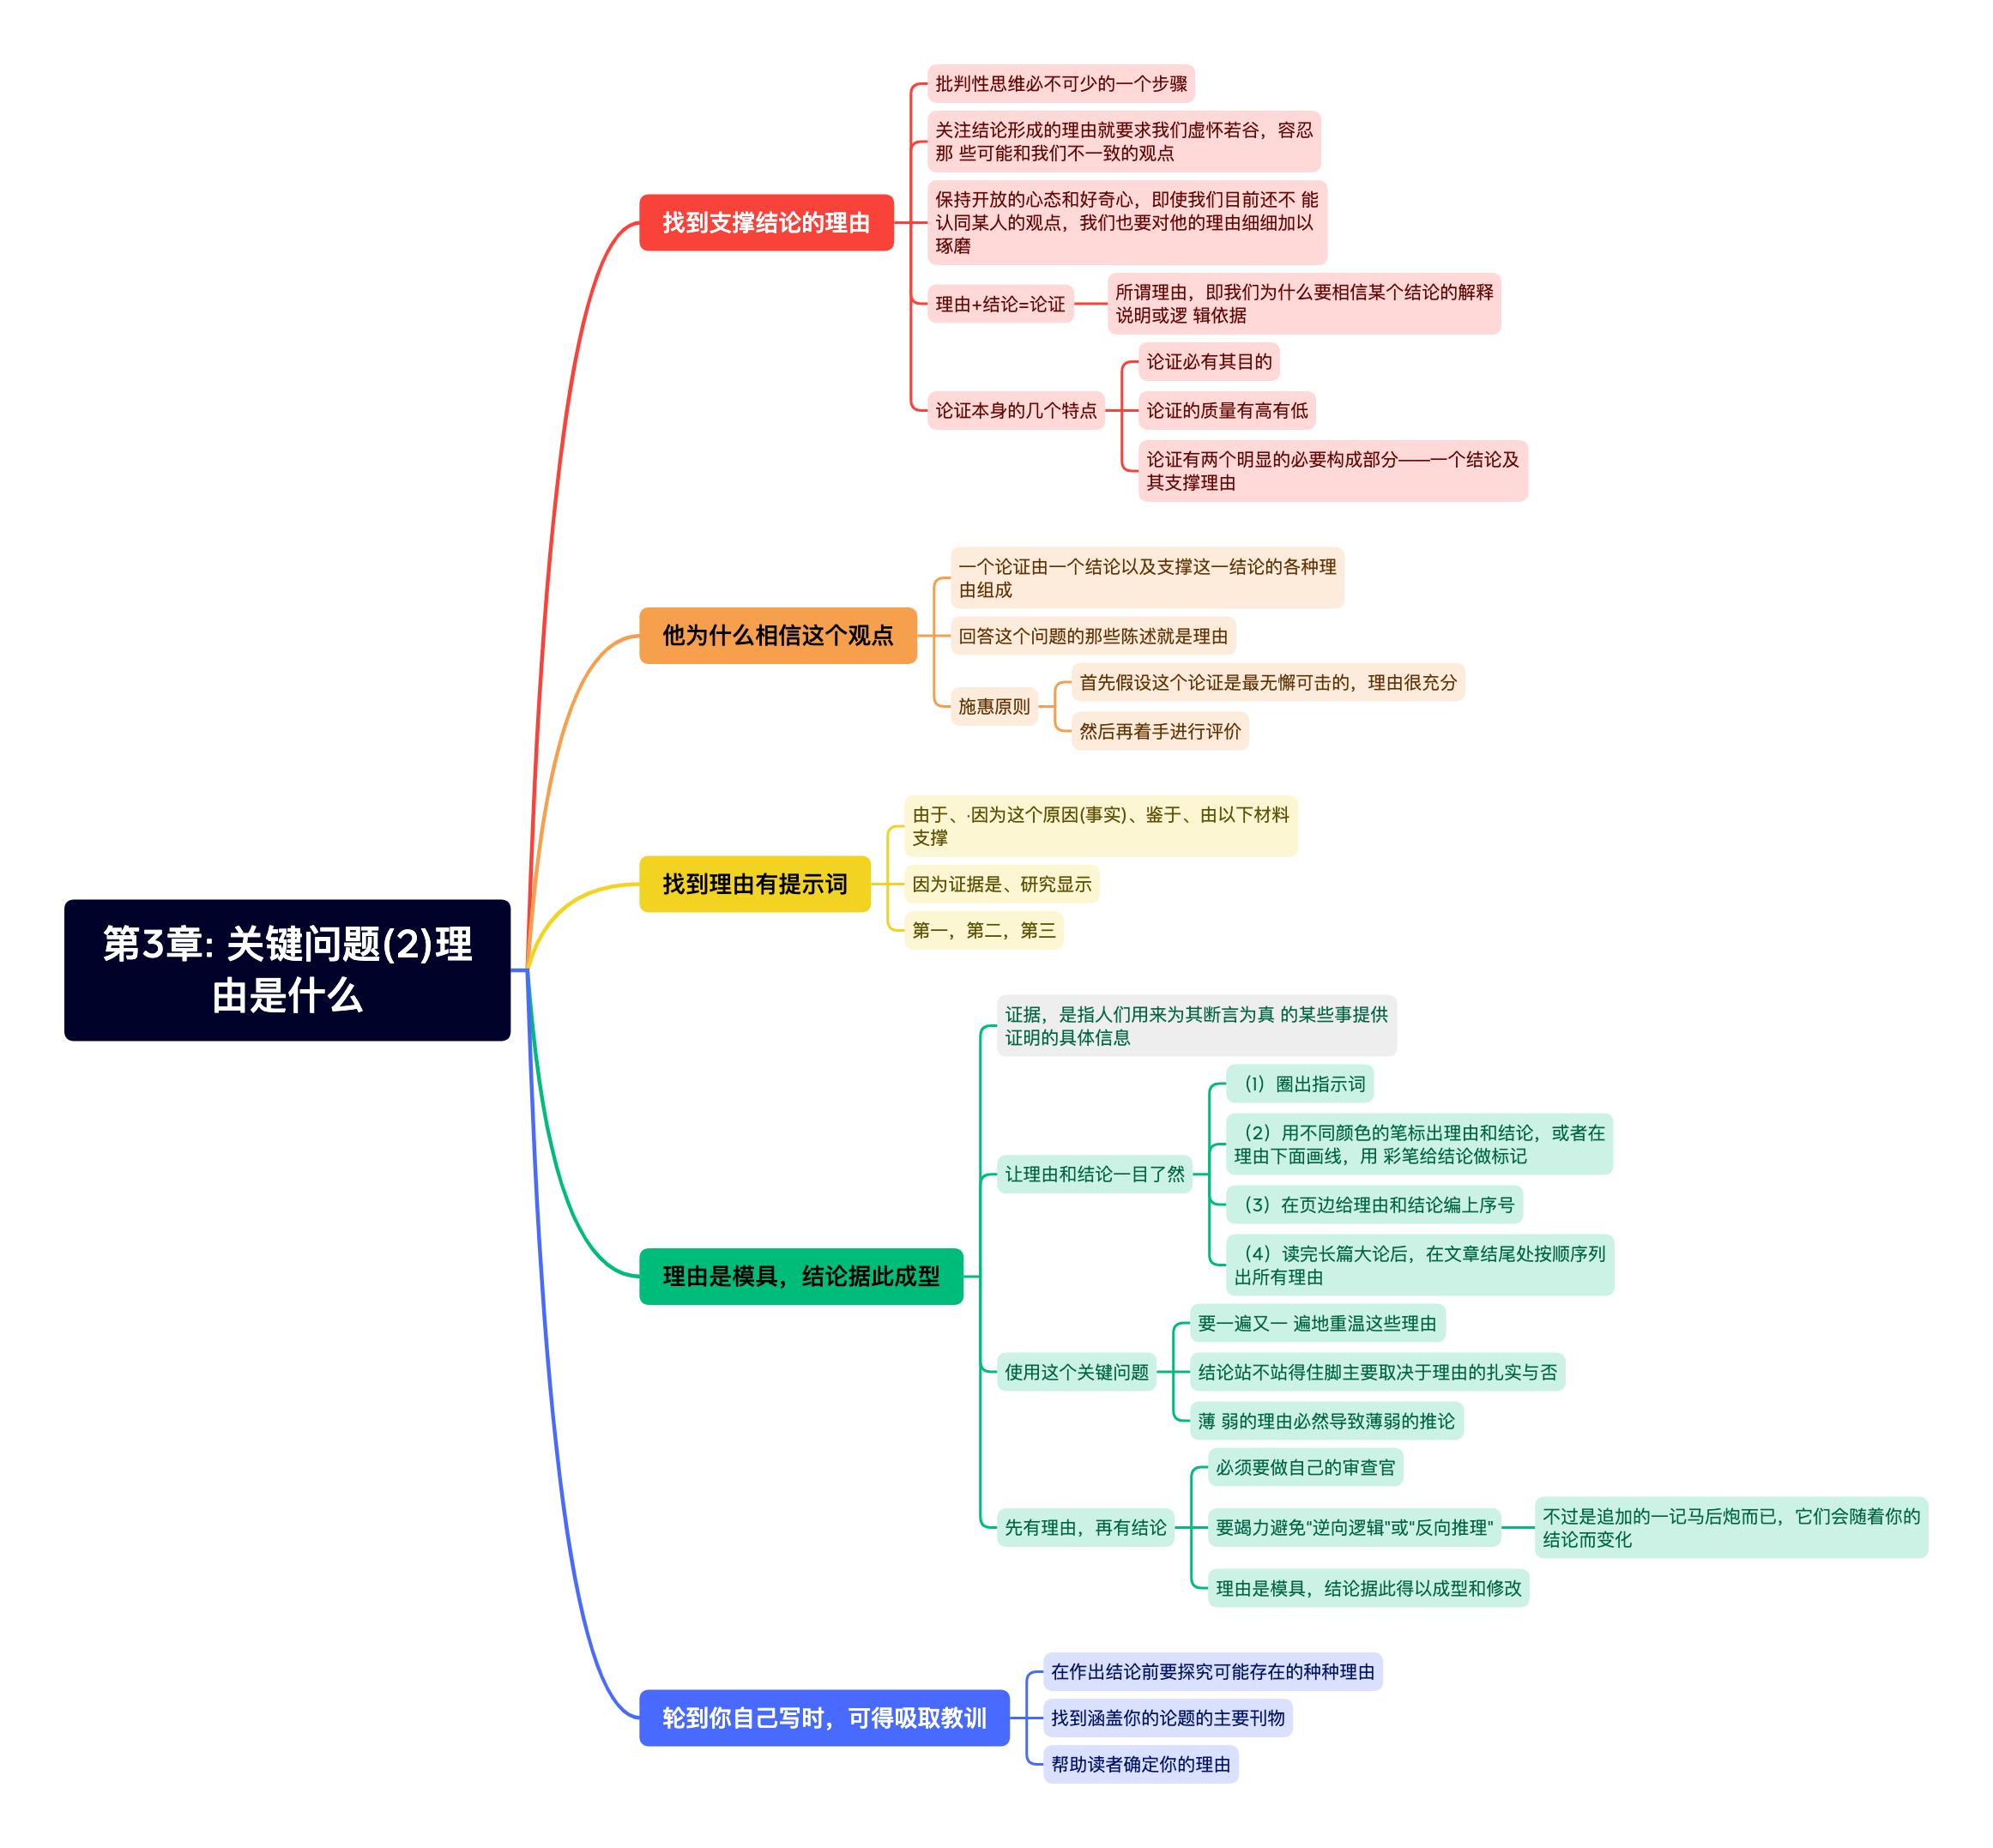 第3章: 关键问题(2)理
由是什么
找到支撑结论的理由
批判性思维必不可少的一个步骤
关注结论形成的理由就要求我们虚怀若谷，容忍
那 些可能和我们不一致的观点
保持开放的心态和好奇心，即使我们目前还不 能
认同某人的观点，我们也要对他的理由细细加以
琢磨
理由+结论=论证
所谓理由，即我们为什么要相信某个结论的解释
说明或逻 辑依据
论证本身的几个特点
论证必有其目的
论证的质量有高有低
论证有两个明显的必要构成部分——一个结论及
其支撑理由
他为什么相信这个观点
一个论证由一个结论以及支撑这一结论的各种理
由组成
回答这个问题的那些陈述就是理由
施惠原则
首先假设这个论证是最无懈可击的，理由很充分
然后再着手进行评价
找到理由有提示词
由于、·因为这个原因(事实)、鉴于、由以下材料
支撑
因为证据是、研究显示
第一，第二，第三
理由是模具，结论据此成型
证据，是指人们用来为其断言为真 的某些事提供
证明的具体信息
让理由和结论一目了然
（1）圈出指示词
（2）用不同颜色的笔标出理由和结论，或者在
理由下面画线，用 彩笔给结论做标记
（3）在页边给理由和结论编上序号
（4）读完长篇大论后，在文章结尾处按顺序列
出所有理由
使用这个关键问题
要一遍又一 遍地重温这些理由
结论站不站得住脚主要取决于理由的扎实与否
薄 弱的理由必然导致薄弱的推论
先有理由，再有结论
必须要做自己的审查官
要竭力避免"逆向逻辑"或“反向推理"
不过是追加的一记马后炮而已，它们会随着你的
结论而变化
理由是模具，结论据此得以成型和修改
轮到你自己写时，可得吸取教训
在作出结论前要探究可能存在的种种理由
找到涵盖你的论题的主要刊物
帮助读者确定你的理由